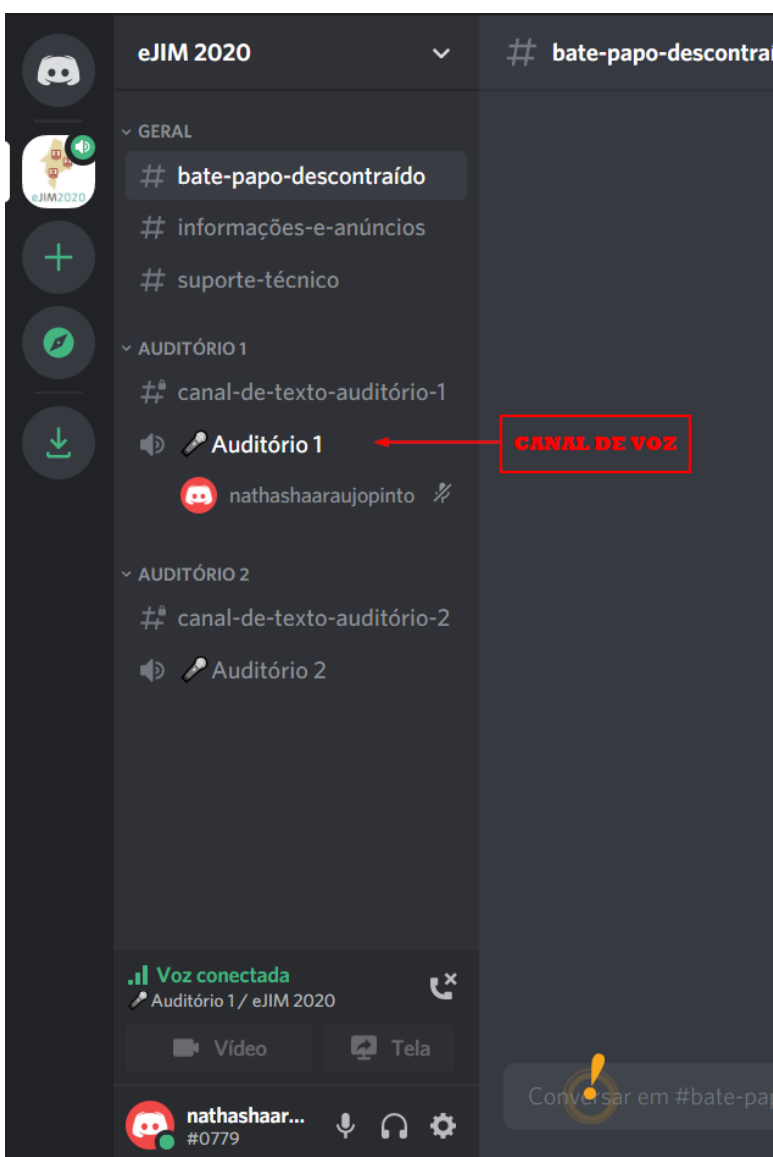 eJIM 2020
bate-papo-descontraí
eJIM2020
GERAL
bate-papo-descontraído
informações-e-anúncios
suporte-técnico
AUDITÓRIO 1
canal-de-texto-auditório-1
Auditório 1
CANAL DE VOZ
nathashaaraujopinto
AUDITÓRIO 2
canal-de-texto-auditório-2
Auditório 2
Voz conectada
Auditório 1 / eJIM 2020
Vídeo
Tela
Conversar em #bate-pap
nathashaar...
#0779